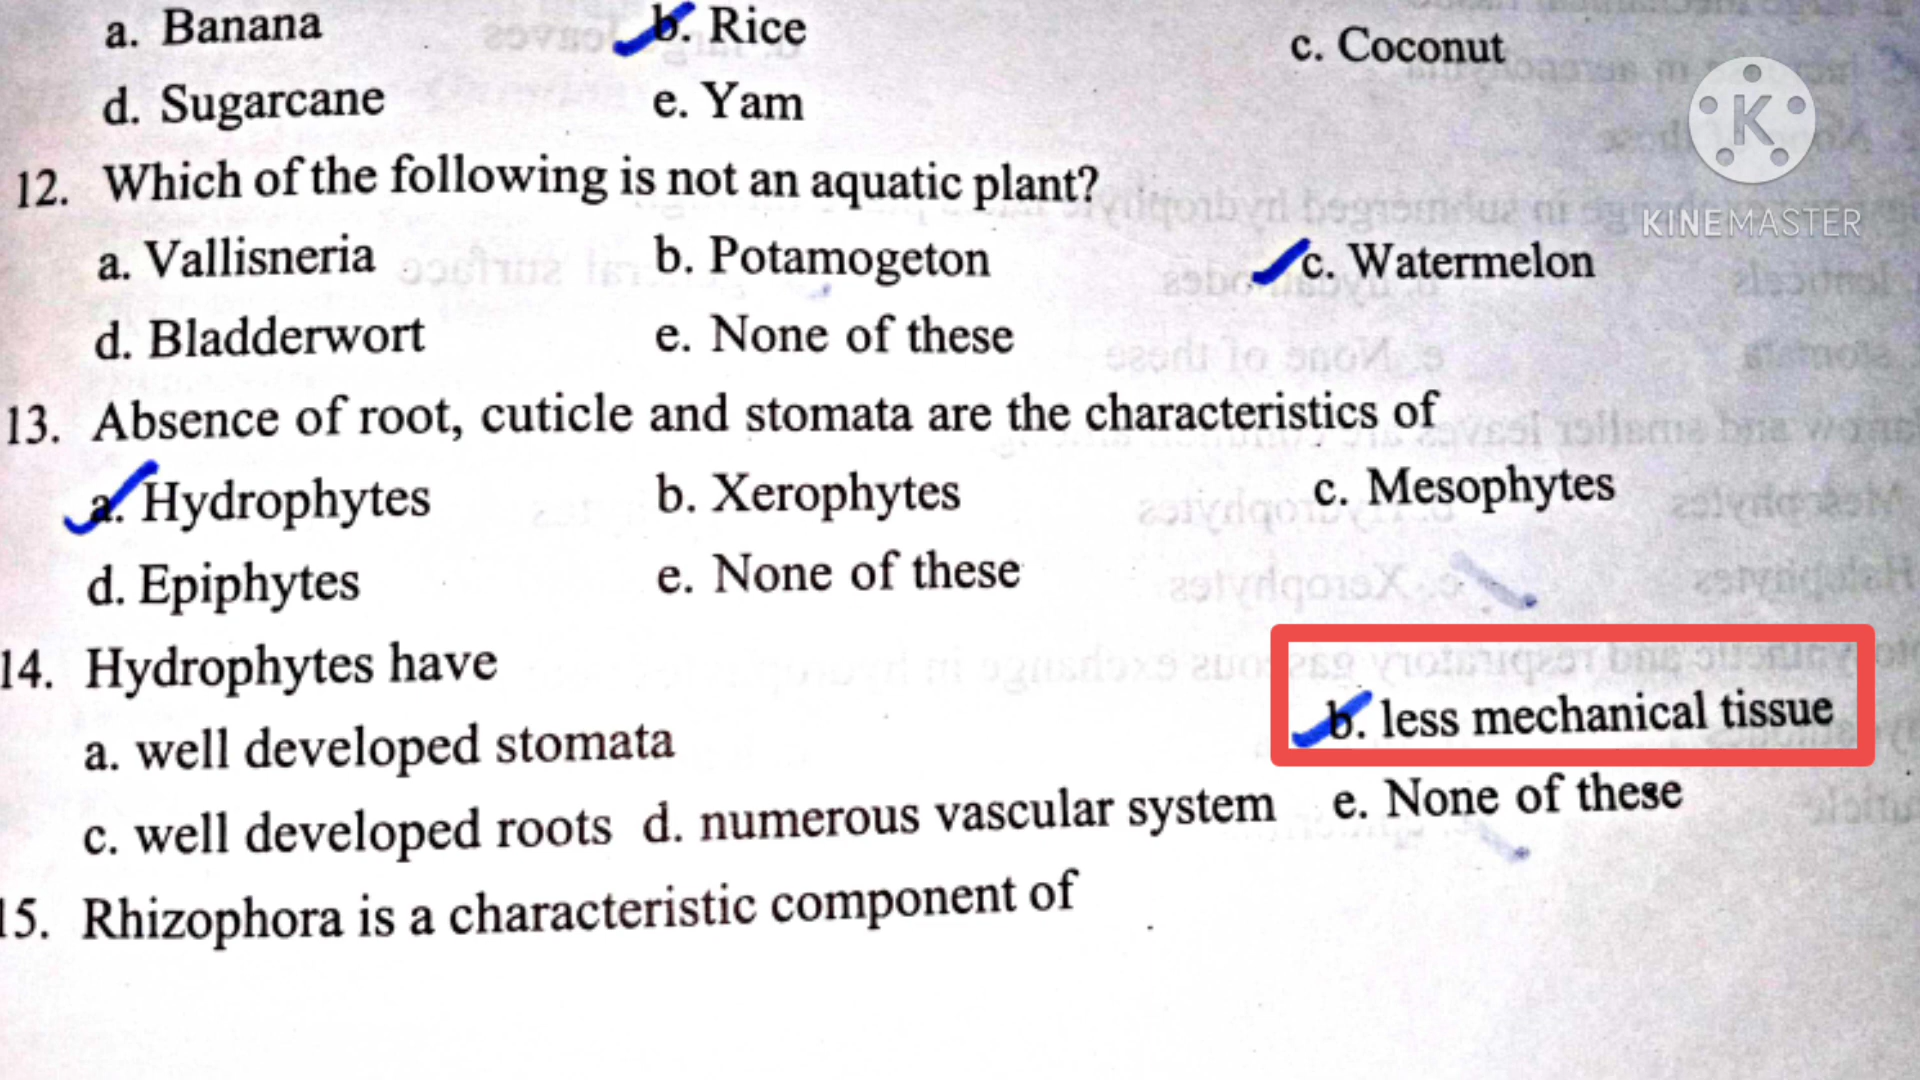 a. Banana b. Rice c. Coconut
d. Sugarcane e. Yam
12. Which of the following is not an aquatic plant?
a. Vallisneria b. Potamogeton c. Watermelon
d. Bladderwort e. None of these
13. Absence of root, cuticle and stomata are the characteristics of
a. Hydrophytes b. Xerophytes c. Mesophytes
d. Epiphytes e. None of these
14. Hydrophytes have
a. well developed stomata b. less mechanical tissue
c. well developed roots d. numerous vascular system e. None of these
15. Rhizophora is a characteristic component of
K
KINEMASTER